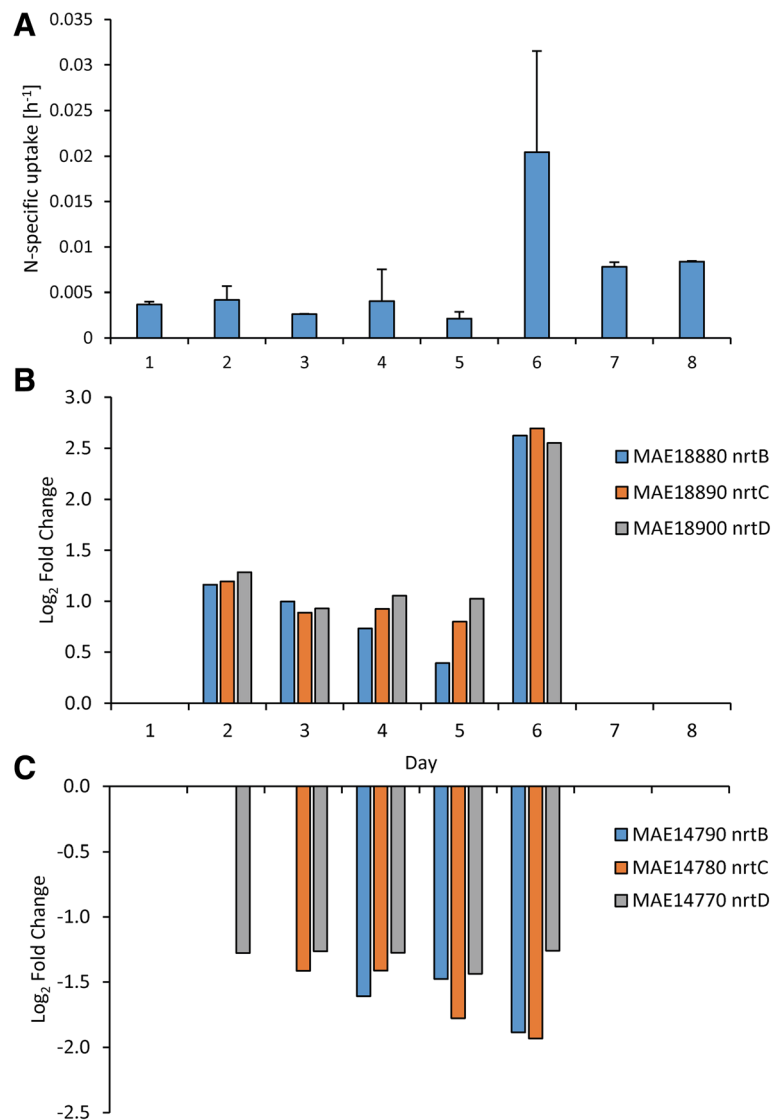 A
N-specific uptake [h⁻¹]
0.035
0.03
0.025
0.02
0.015
0.01
0.005
0
1 2 3 4 5 6 7 8
B
Log₂ Fold Change
3.0
2.5
2.0
1.5
1.0
0.5
0.0
MAE18880 nrtB
MAE18890 nrtC
MAE18900 nrtD
1 2 3 4 5 6 7 8
Day
C
Log₂ Fold Change
0.0
-0.5
-1.0
-1.5
-2.0
-2.5
MAE14790 nrtB
MAE14780 nrtC
MAE14770 nrtD